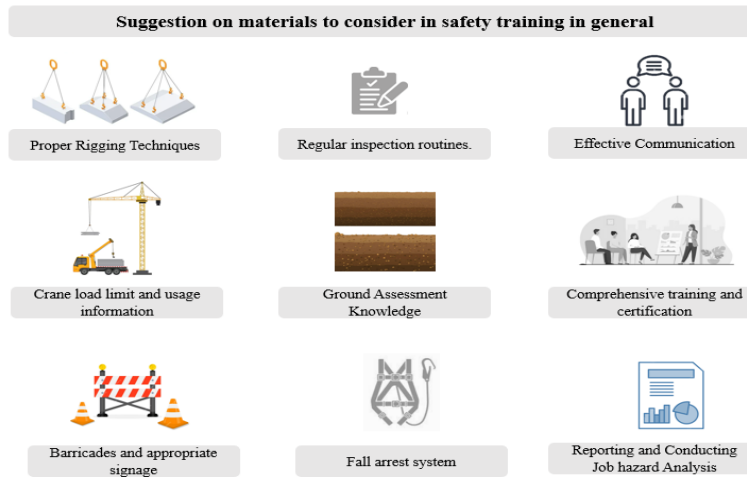 Suggestion on materials to consider in safety training in general
Proper Rigging Techniques
Regular inspection routines.
Effective Communication
Crane load limit and usage
information
Ground Assessment
Knowledge
Comprehensive training and
certification
Barricades and appropriate
signage
Fall arrest system
Reporting and Conducting
Job hazard Analysis